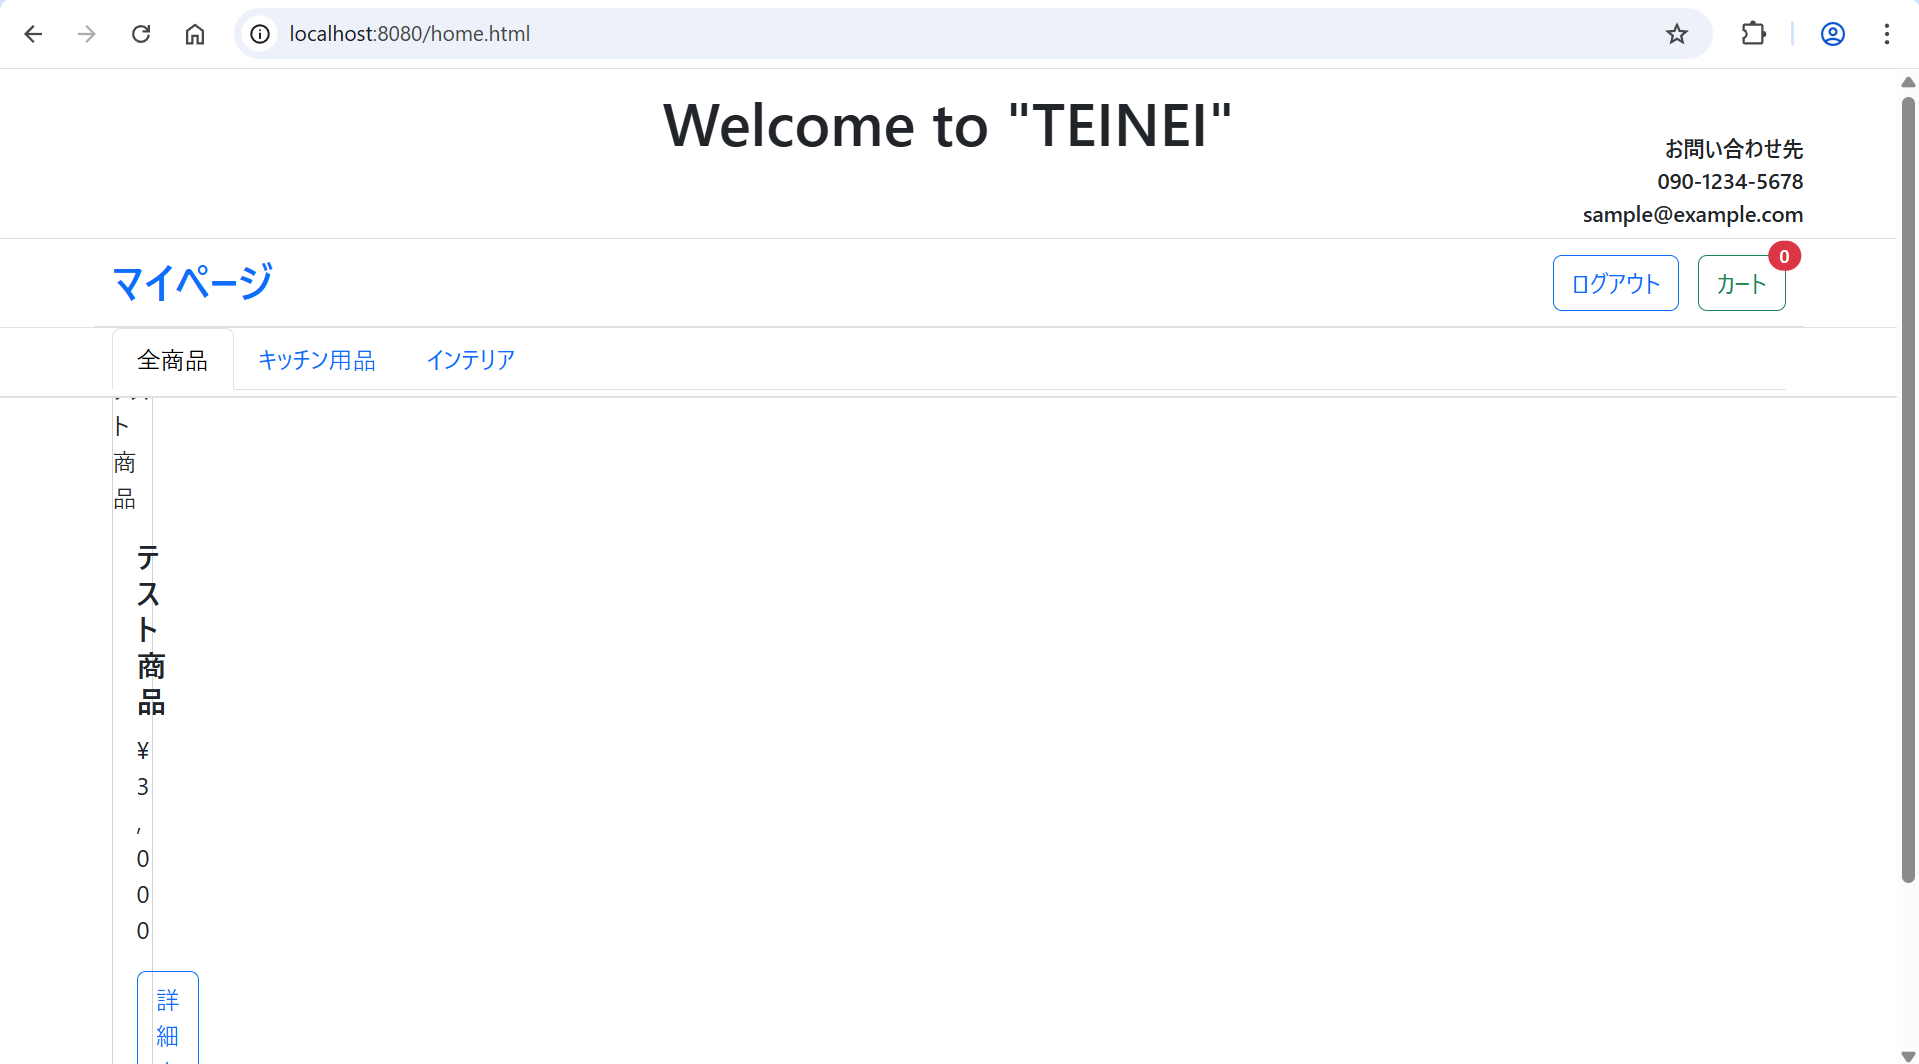 localhost:8080/home.html
Welcome to "TEINEI"
お問い合わせ先
090-1234-5678
sample@example.com
マイページ
ログアウト
カート
0
全商品
キッチン用品
インテリア
ト
商
品
テ
ス
ト
商
品
¥
3
,
0
0
0
詳
細